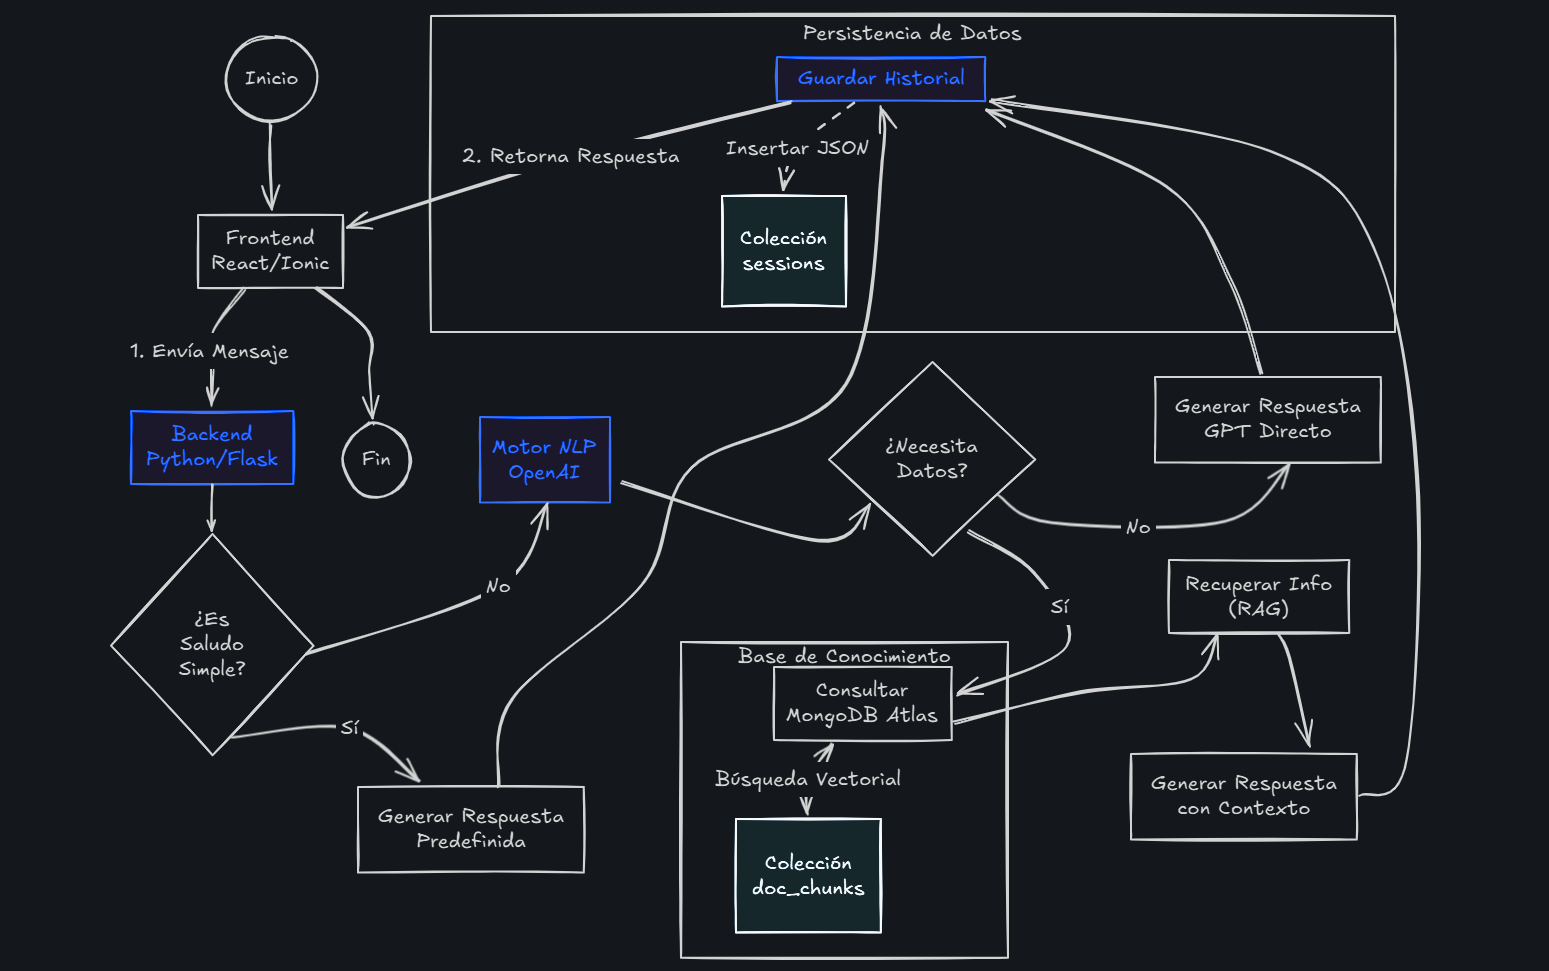 Persistencia de Datos
Inicio
Guardar Historial
2. Retorna Respuesta
Insertar JSON
Colección
sessions
Frontend
React/Ionic
1. Envía Mensaje
Backend
Python/Flask
Fin
Motor NLP
OpenAI
¿Necesita
Datos?
Generar Respuesta
GPT Directo
No
No
Sí
Recuperar Info
(RAG)
¿Es
Saludo
Simple?
Sí
Base de Conocimiento
Consultar
MongoDB Atlas
Búsqueda Vectorial
Colección
doc_chunks
Generar Respuesta
Predefinida
Generar Respuesta
con Contexto